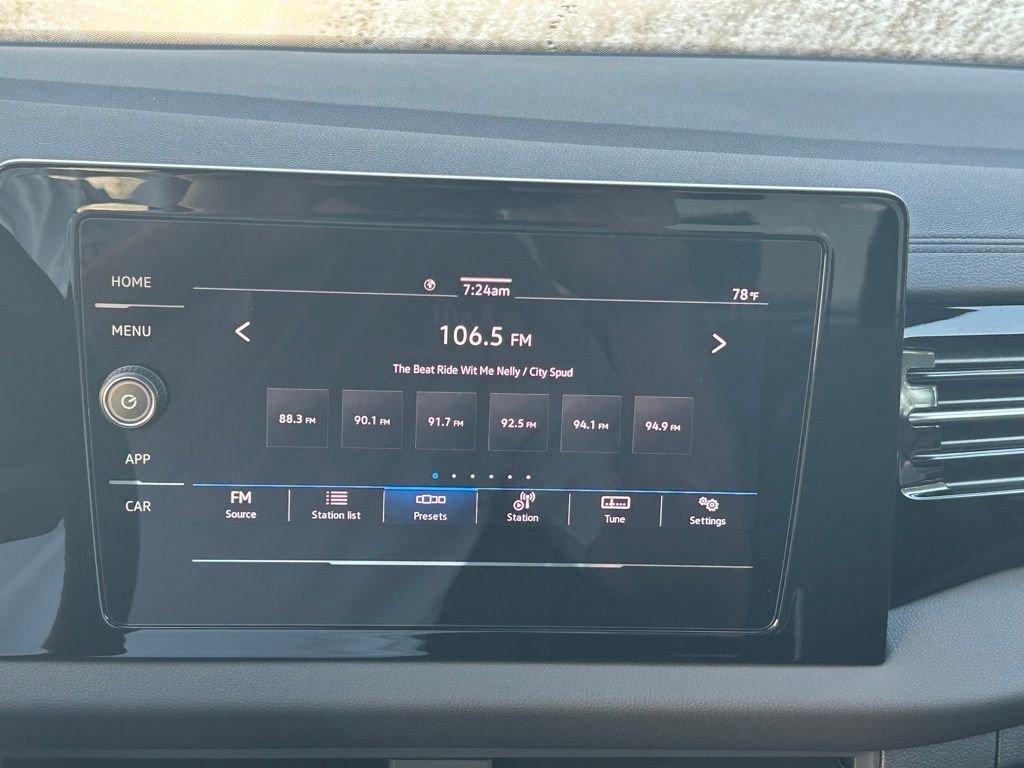 HOME
MENU
APP
CAR
7:24am
78°F
106.5 FM
The Beat Ride Wit Me Nelly / City Spud
88.3 FM
90.1 FM
91.7 FM
92.5 FM
94.1 FM
94.9 FM
FM
Source
Station list
Presets
Station
Tune
Settings